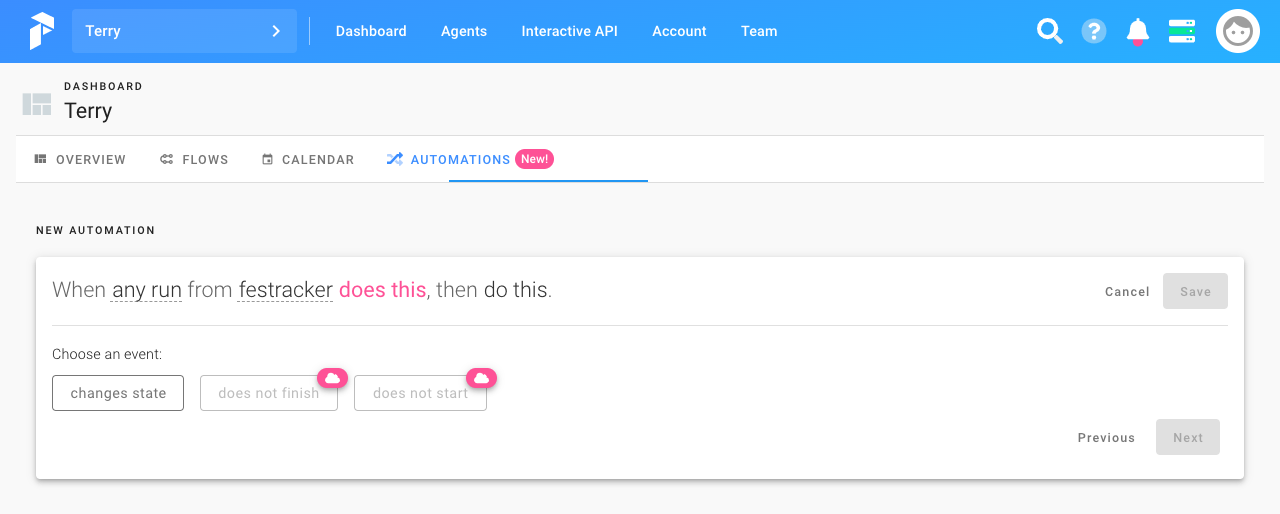 Terry
Dashboard Agents Interactive API Account Team
?
DASHBOARD
Terry
OVERVIEW FLOWS CALENDAR AUTOMATIONS New!
NEW AUTOMATION
When any run from festracker does this, then do this.
Cancel Save
Choose an event:
changes state does not finish does not start
Previous Next